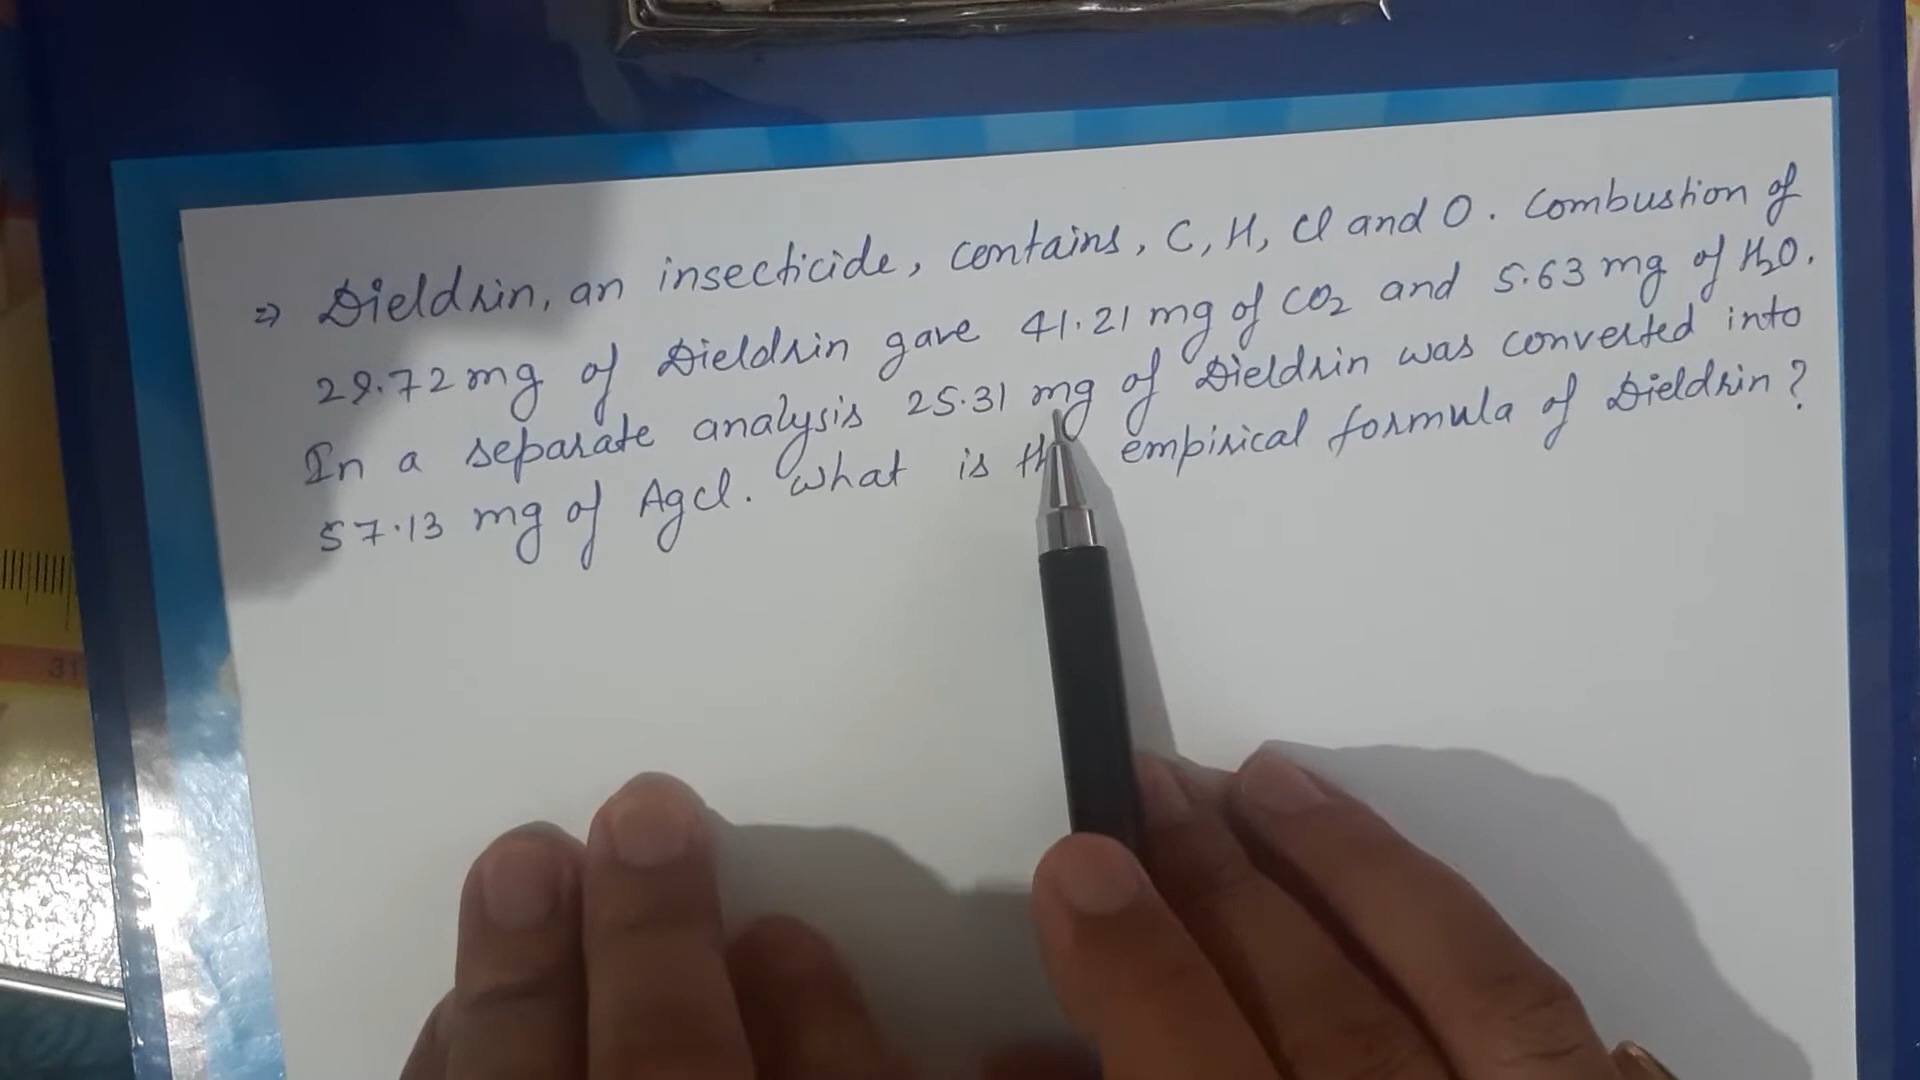 ⇒ Dieldrin, an insecticide, contains, C, H, Cl and O. Combustion of
29.72 mg of Dieldrin gave 41.21 mg of CO₂ and 5.63 mg of H₂O.
In a separate analysis 25.31 mg of Dieldrin was converted into
57.13 mg of AgCl. What is empirical formula of Dieldrin?
31